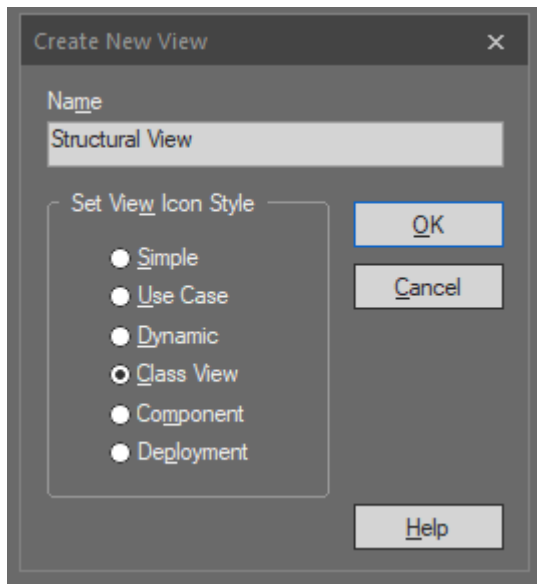 Create New View
Name
Structural View
Set View Icon Style
Simple
Use Case
Dynamic
Class View
Component
Deployment
OK
Cancel
Help